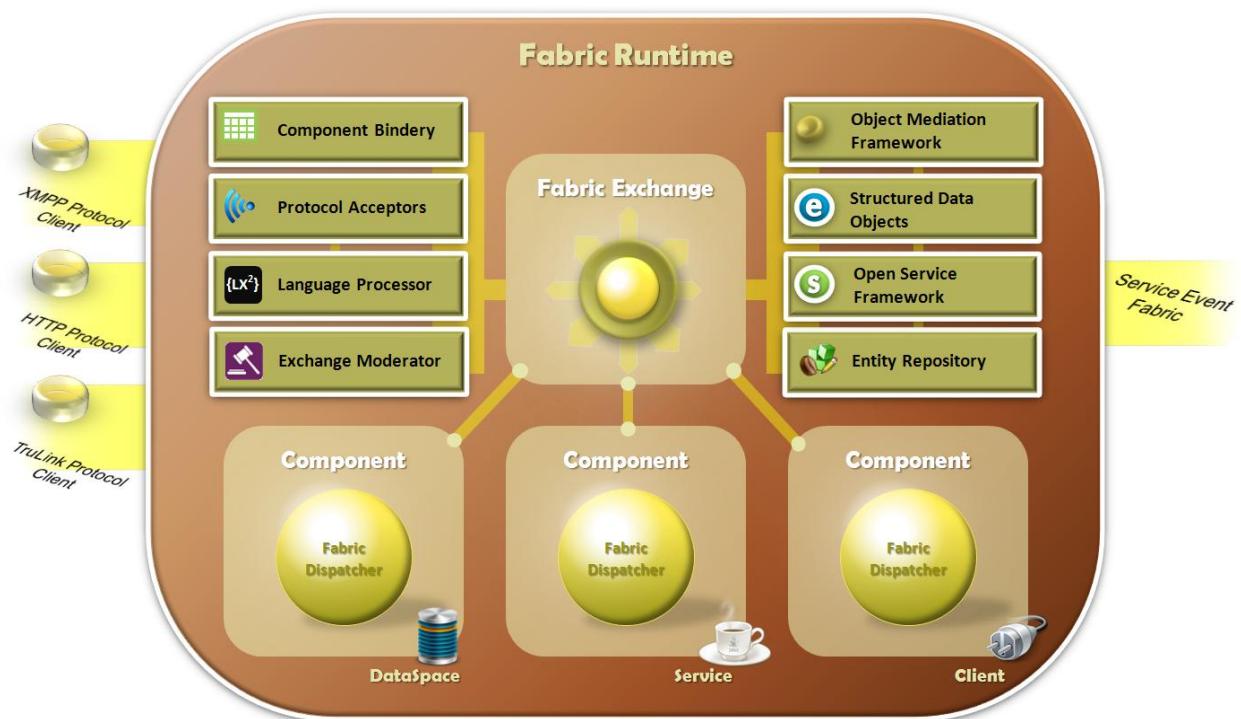 Fabric Runtime
Component Bindery
Protocol Acceptors
{LX²}
Language Processor
Exchange Moderator
Fabric Exchange
Object Mediation
Framework
e
Structured Data
Objects
S
Open Service
Framework
Entity Repository
XMPP Protocol
Client
HTTP Protocol
Client
TruLink Protocol
Client
Service Event
Fabric
Component
Fabric
Dispatcher
DataSpace
Component
Fabric
Dispatcher
Service
Component
Fabric
Dispatcher
Client